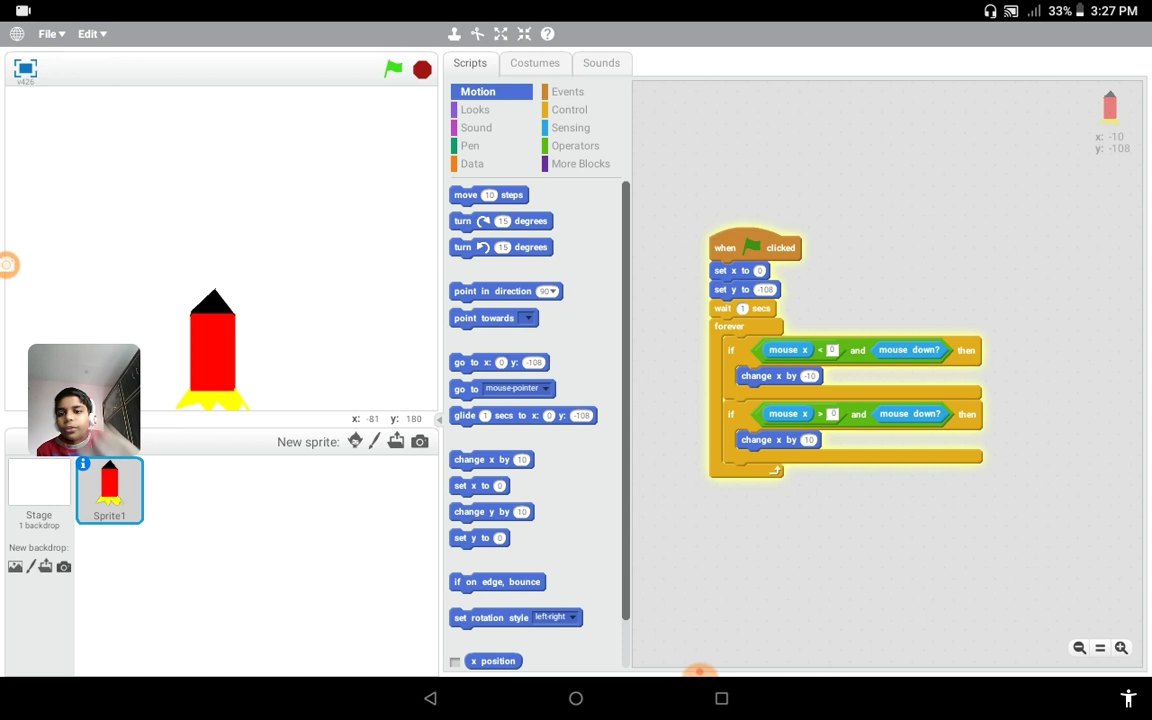 33% 3:27 PM
File Edit
v426
Scripts Costumes Sounds
Motion Events
Looks Control
Sound Sensing
Pen Operators
Data More Blocks
move 10 steps
turn 15 degrees
turn 15 degrees
point in direction 90
point towards
go to x: 0 y: -108
go to mouse-pointer
glide 1 secs to x: 0 y: -108
change x by 10
set x to 0
change y by 10
set y to 0
if on edge, bounce
set rotation style left-right
x position
x: -10
y: -108
when clicked
set x to 0
set y to -108
wait 1 secs
forever
if mouse x < 0 and mouse down? then
change x by -10
if mouse x > 0 and mouse down? then
change x by 10
x: -81 y: 180
New sprite:
Stage
1 backdrop
New backdrop:
Sprite1